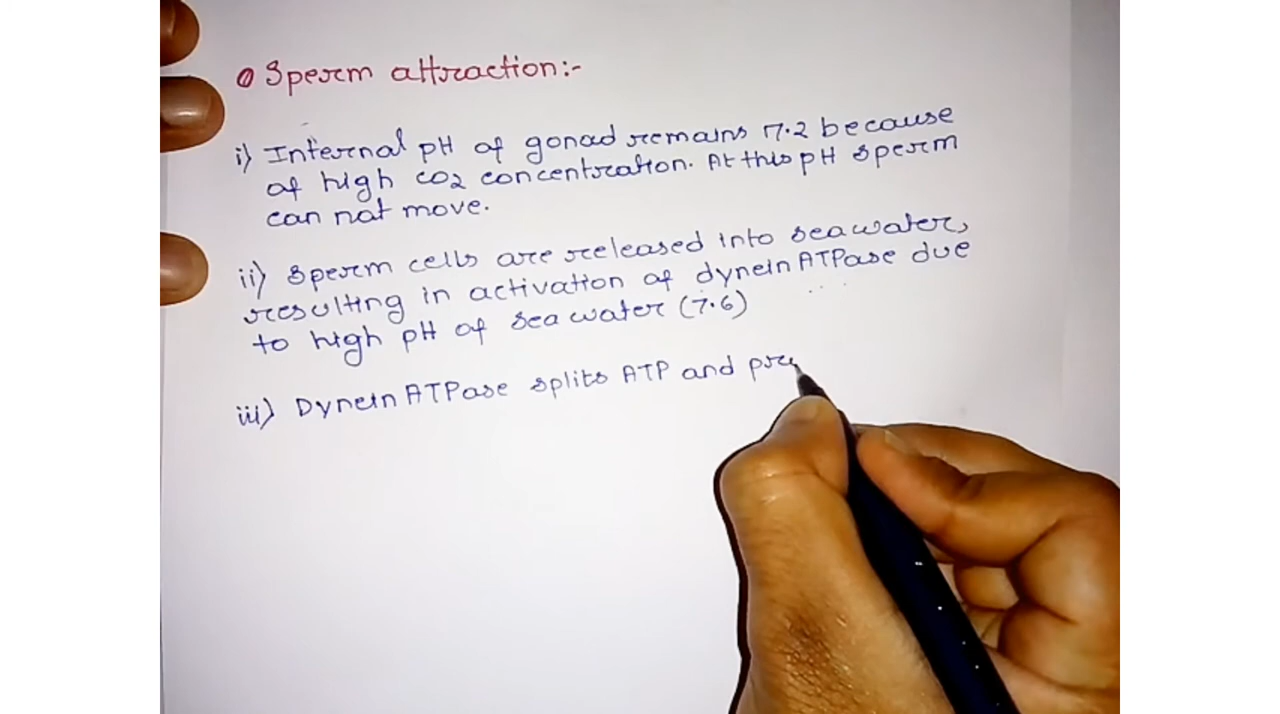 Sperm attraction:-
i) Internal pH of gonad remains 7.2 because
of high CO2 concentration. At this pH sperm
can not move.
ii) Sperm cells are released into seawater,
resulting in activation of dynein ATPase due
to high pH of sea water (7.6)
iii) Dynein ATPase splits ATP and pro